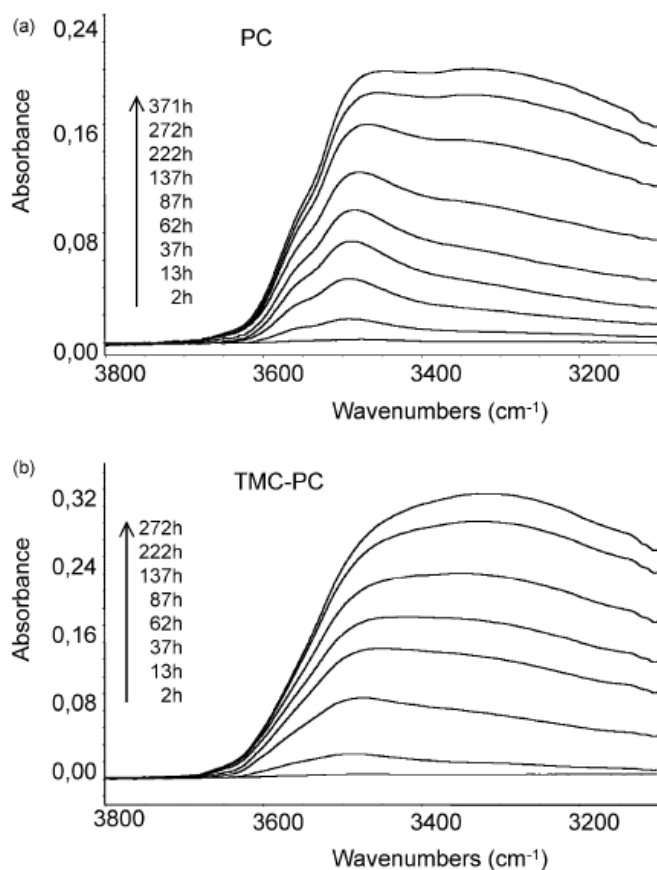 (a)
PC
0,24
0,16
0,08
0,00
Absorbance
371h
272h
222h
137h
87h
62h
37h
13h
2h
3800
3600
3400
3200
Wavenumbers (cm⁻¹)
(b)
TMC-PC
0,32
0,24
0,16
0,08
0,00
Absorbance
272h
222h
137h
87h
62h
37h
13h
2h
3800
3600
3400
3200
Wavenumbers (cm⁻¹)